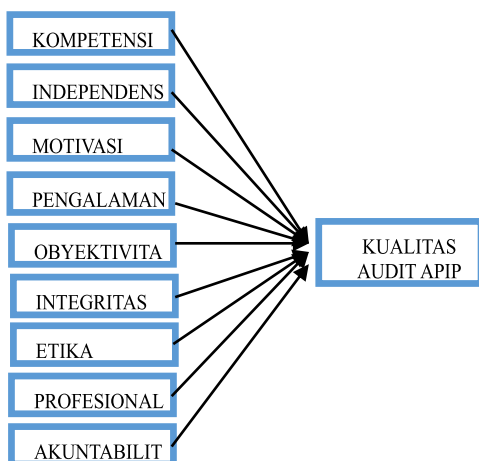 KOMPETENSI
INDEPENDENS
MOTIVASI
PENGALAMAN
OBYEKTIVITA
INTEGRITAS
ETIKA
PROFESIONAL
AKUNTABILIT
KUALITAS
AUDIT APIP